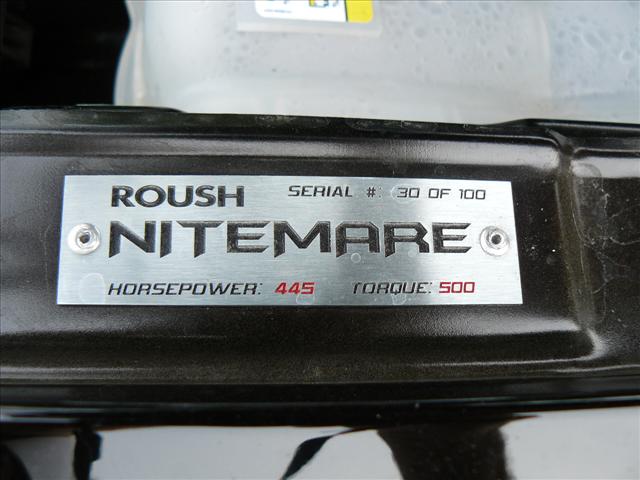 ROUSH SERIAL #: 30 OF 100
NITEMARE
HORSEPOWER: 445 TORQUE: 500